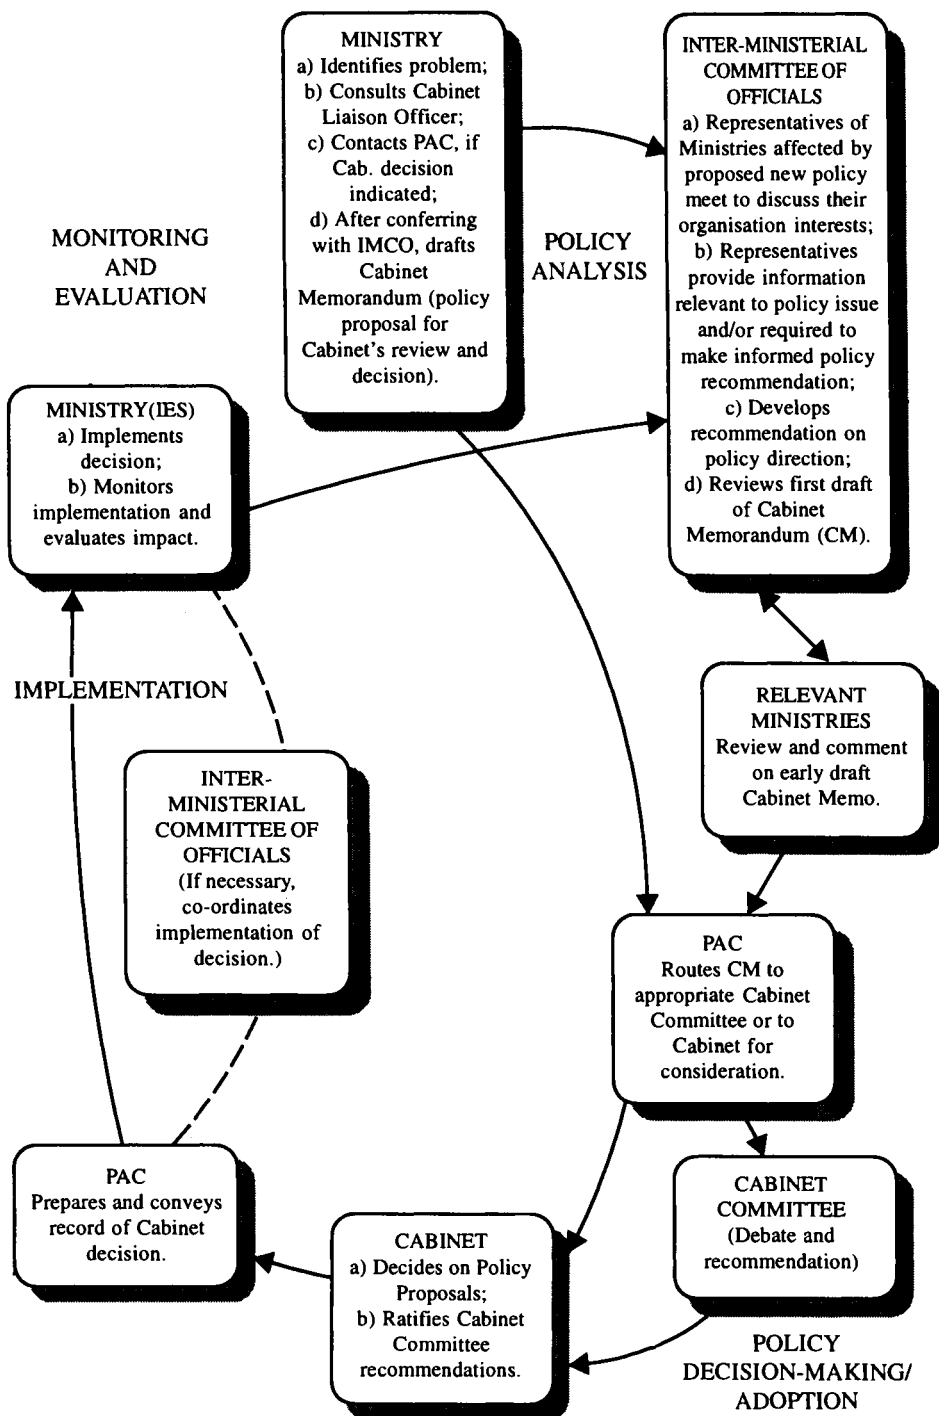 MINISTRY
a) Identifies problem;
b) Consults Cabinet
Liaison Officer;
c) Contacts PAC, if
Cab. decision
indicated;
d) After conferring
with IMCO, drafts
Cabinet
Memorandum (policy
proposal for
Cabinet's review and
decision).
INTER-MINISTERIAL
COMMITTEE OF
OFFICIALS
a) Representatives of
Ministries affected by
proposed new policy
meet to discuss their
organisation interests;
b) Representatives
provide information
relevant to policy issue
and/or required to
make informed policy
recommendation;
c) Develops
recommendation on
policy direction;
d) Reviews first draft
of Cabinet
Memorandum (CM).
MONITORING
AND
EVALUATION
POLICY
ANALYSIS
MINISTRY(IES)
a) Implements
decision;
b) Monitors
implementation and
evaluates impact.
IMPLEMENTATION
RELEVANT
MINISTRIES
Review and comment
on early draft
Cabinet Memo.
INTER-
MINISTERIAL
COMMITTEE OF
OFFICIALS
(If necessary,
co-ordinates
implementation of
decision.)
PAC
Routes CM to
appropriate Cabinet
Committee or to
Cabinet for
consideration.
PAC
Prepares and conveys
record of Cabinet
decision.
CABINET
a) Decides on Policy
Proposals;
b) Ratifies Cabinet
Committee
recommendations.
CABINET
COMMITTEE
(Debate and
recommendation)
POLICY
DECISION-MAKING/
ADOPTION